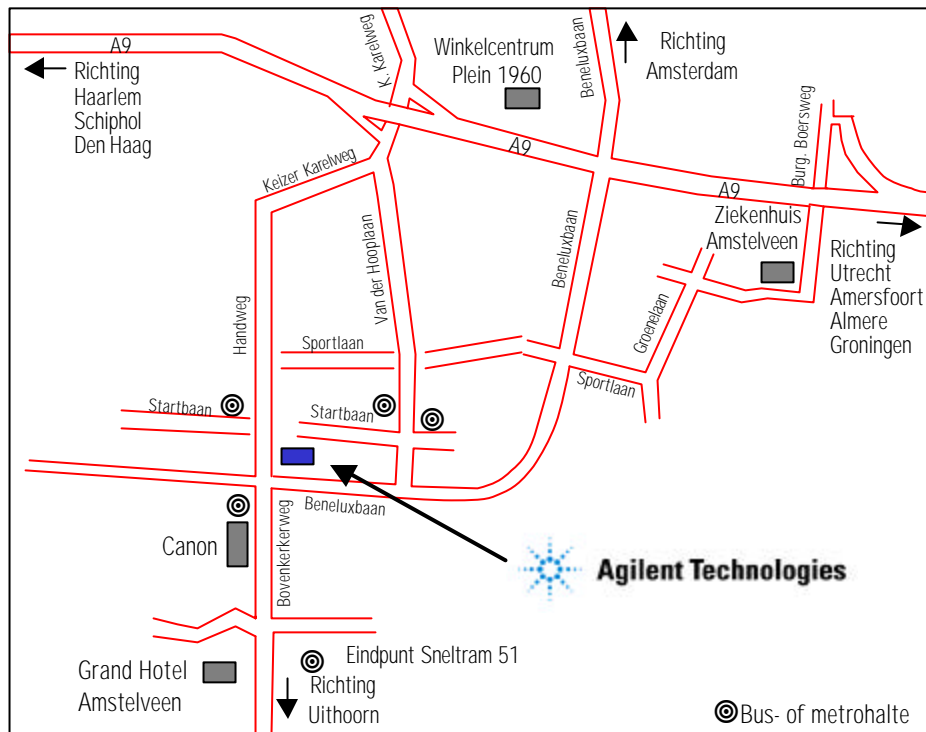 A9
Richting
Haarlem
Schiphol
Den Haag
K. Karelweg
Winkelcentrum
Plein 1960
Beneluxbaan
Richting
Amsterdam
A9
Burg. Boersweg
A9
Keizer Karelweg
Ziekenhuis
Amstelveen
Richting
Utrecht
Amersfoort
Almere
Groningen
Van der Hooplaan
Beneluxbaan
Handweg
Groenelaan
Sportlaan
Sportlaan
Startbaan
Startbaan
Beneluxbaan
Canon
Bovenkerkerweg
Agilent Technologies
Grand Hotel
Amstelveen
Eindpunt Sneltram 51
Richting
Uithoorn
Bus- of metrohalte